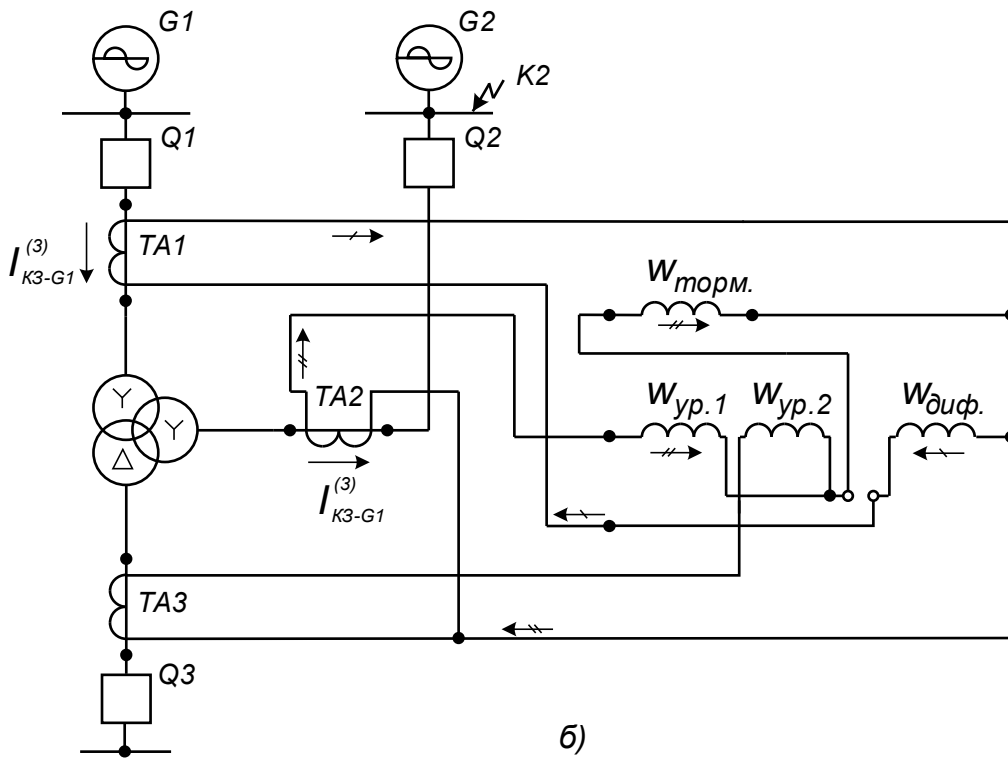 G1
G2
K2
Q1
Q2
TA1
I (3) КЗ-G1
Wторм.
TA2
Wур.1
Wур.2
Wдиф.
I (3) КЗ-G1
TA3
Q3
б)